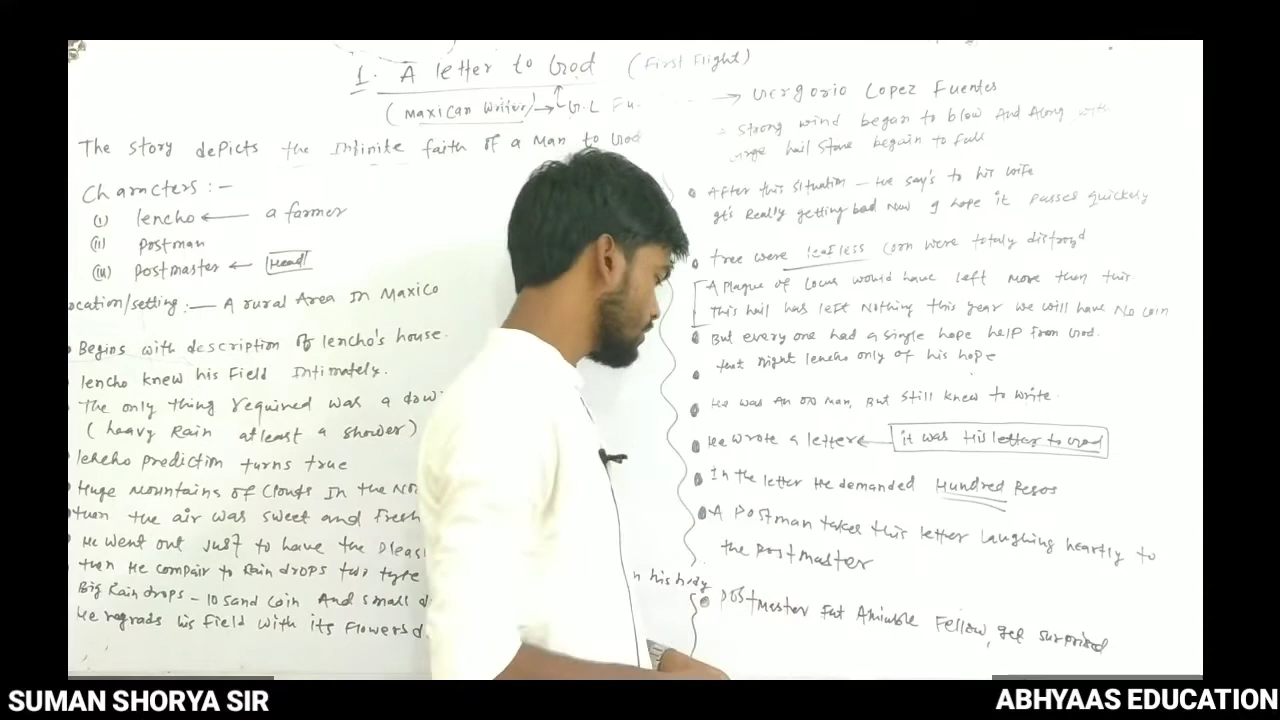 1. A letter to God (First Flight)
(Maxican writer) → G.L Fu.
→ Gergorio Lopez Fuentes
The story depicts the Infinite faith of a Man to God
Characters :-
(i) lencho ← a farmer
(ii) postman
(iii) postmaster ← Head
ocation/setting :- A rural Area In Maxico
Begins with description of lencho's house.
lencho knew his Field Intimately.
The only thing required was a dow
(heavy Rain atleast a shower)
lencho prediction turns true
Huge Mountains of Clouds In the No
then the air was sweet and Fresh
He went out Just to have the Pleas
then He compair to Rain drops two type
Big Rain drops - 10 sand Coin And small d
He regrads his field with its Flowers d
n his body
Strong wind began to blow And Along with
hail Stone begain to full
After this situation - He say's to his wife
gt's Really getting bad Now g hope it passes quickely
tree were leafless corn were totaly distroyd
A plague of Locus would have left More then this
this hail has left Nothing this year we will have No coin
But every one had a single hope help from God.
that night lencho only of his hope
He was An ox Man, But still knew to write.
He wrote a letter ← it was His letter to God
In the letter He demanded Hundred Pesos
A Postman takes this letter laughing heartly to
the postmaster
Postmaster Fat Amiable Fellow, get surprised
SUMAN SHORYA SIR
ABHYAAS EDUCATION